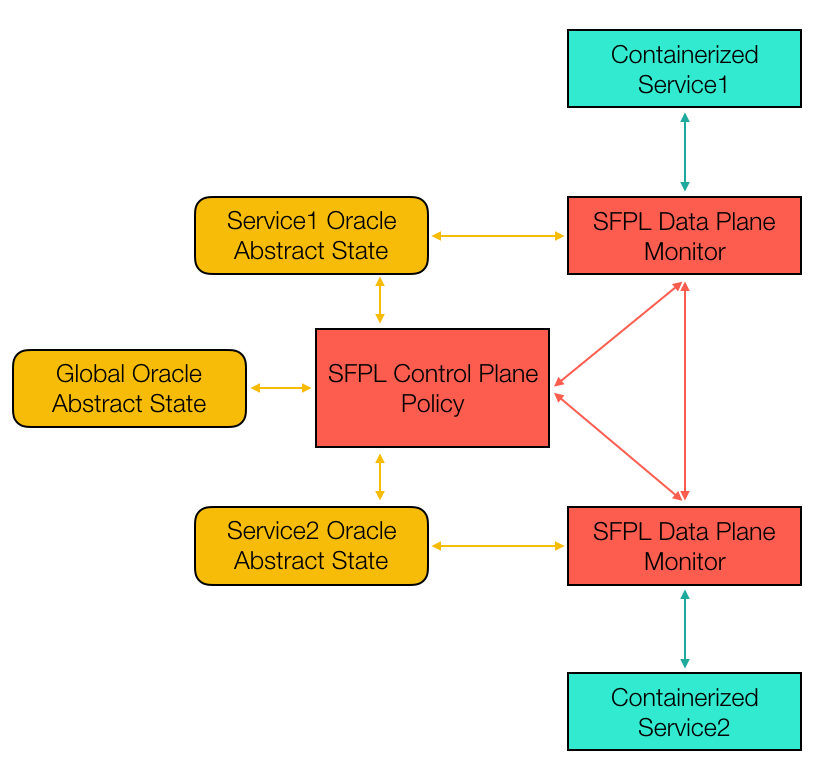 Containerized
Service1
Service1 Oracle
Abstract State
SFPL Data Plane
Monitor
Global Oracle
Abstract State
SFPL Control Plane
Policy
Service2 Oracle
Abstract State
SFPL Data Plane
Monitor
Containerized
Service2